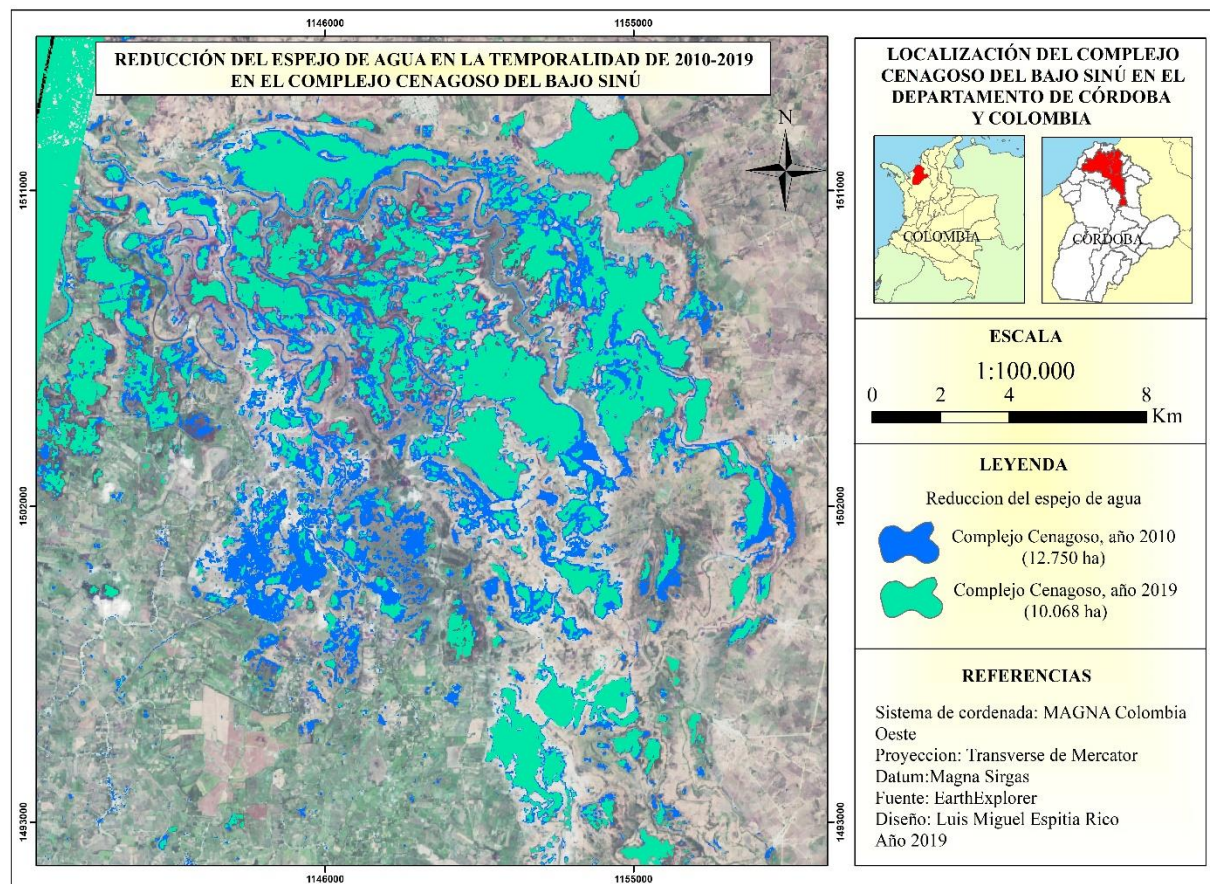 1146000
1155000
REDUCCIÓN DEL ESPEJO DE AGUA EN LA TEMPORALIDAD DE 2010-2019
EN EL COMPLEJO CENAGOSO DEL BAJO SINÚ
N
1511000
1502000
1493000
1511000
1502000
1493000
1146000
1155000
LOCALIZACIÓN DEL COMPLEJO
CENAGOSO DEL BAJO SINÚ EN EL
DEPARTAMENTO DE CÓRDOBA
Y COLOMBIA
COLOMBIA
CÓRDOBA
ESCALA
1:100.000
0 2 4 8
Km
LEYENDA
Reduccion del espejo de agua
Complejo Cenagoso, año 2010
(12.750 ha)
Complejo Cenagoso, año 2019
(10.068 ha)
REFERENCIAS
Sistema de cordenada: MAGNA Colombia
Oeste
Proyeccion: Transverse de Mercator
Datum:Magna Sirgas
Fuente: EarthExplorer
Diseño: Luis Miguel Espitia Rico
Año 2019